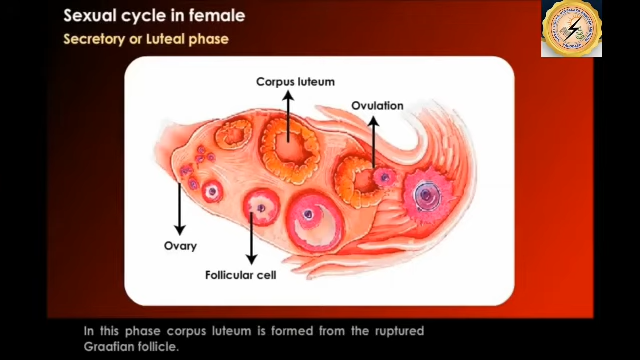 Sexual cycle in female
Secretory or Luteal phase
Corpus luteum
Ovulation
Ovary
Follicular cell
In this phase corpus luteum is formed from the ruptured
Graafian follicle.